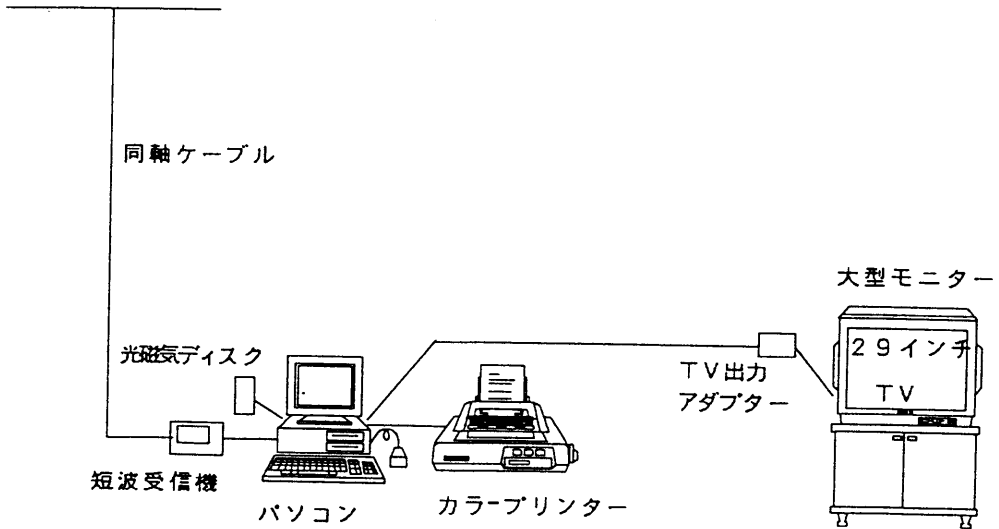 同軸ケーブル
大型モニター
29インチ
TV
光磁気ディスク
TV出力
アダプター
短波受信機
パソコン
カラープリンター